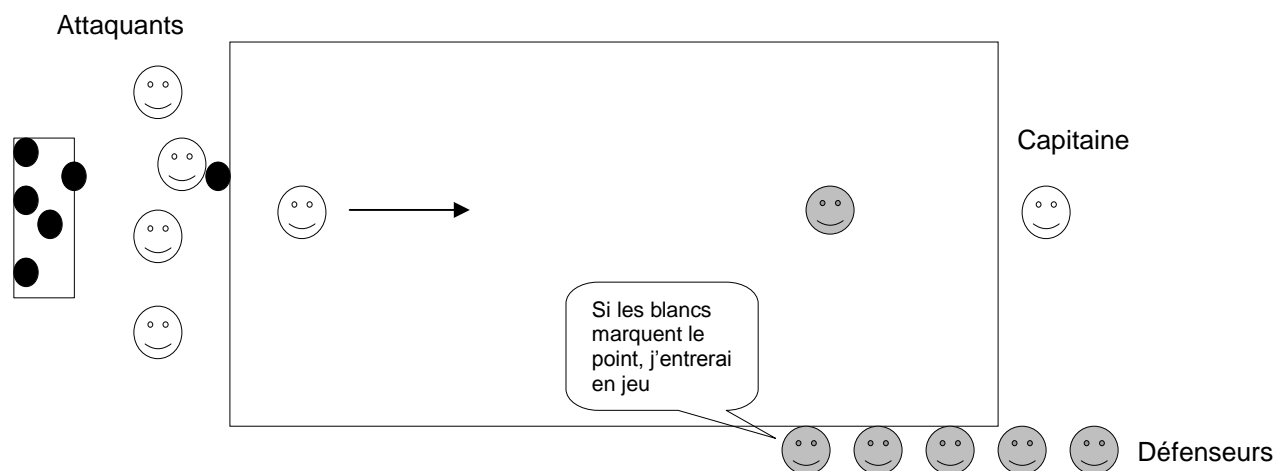 Attaquants
Capitaine
Si les blancs
marquent le
point, j'entrerai
en jeu
Défenseurs